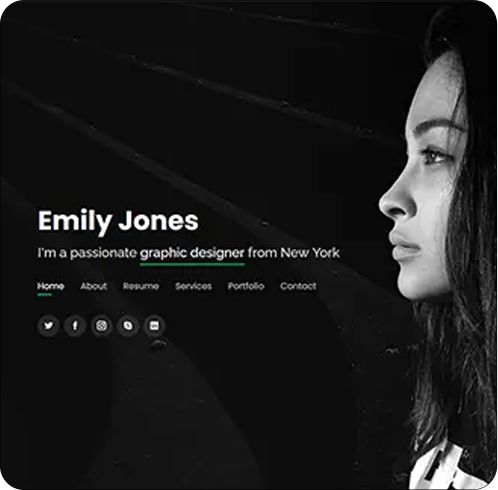 Emily Jones
I'm a passionate graphic designer from New York
Home About Resume Services Portfolio Contact